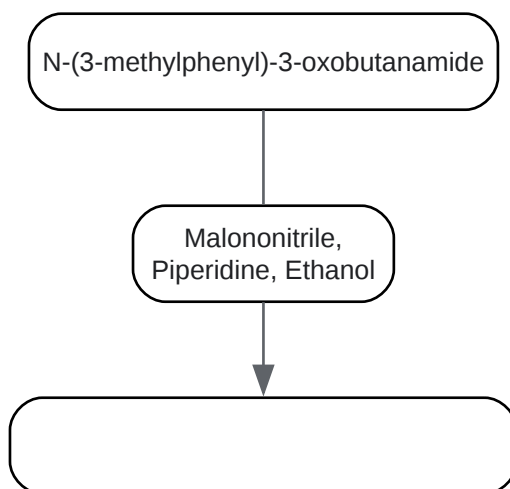 N-(3-methylphenyl)-3-oxobutanamide
Malononitrile,
Piperidine, Ethanol